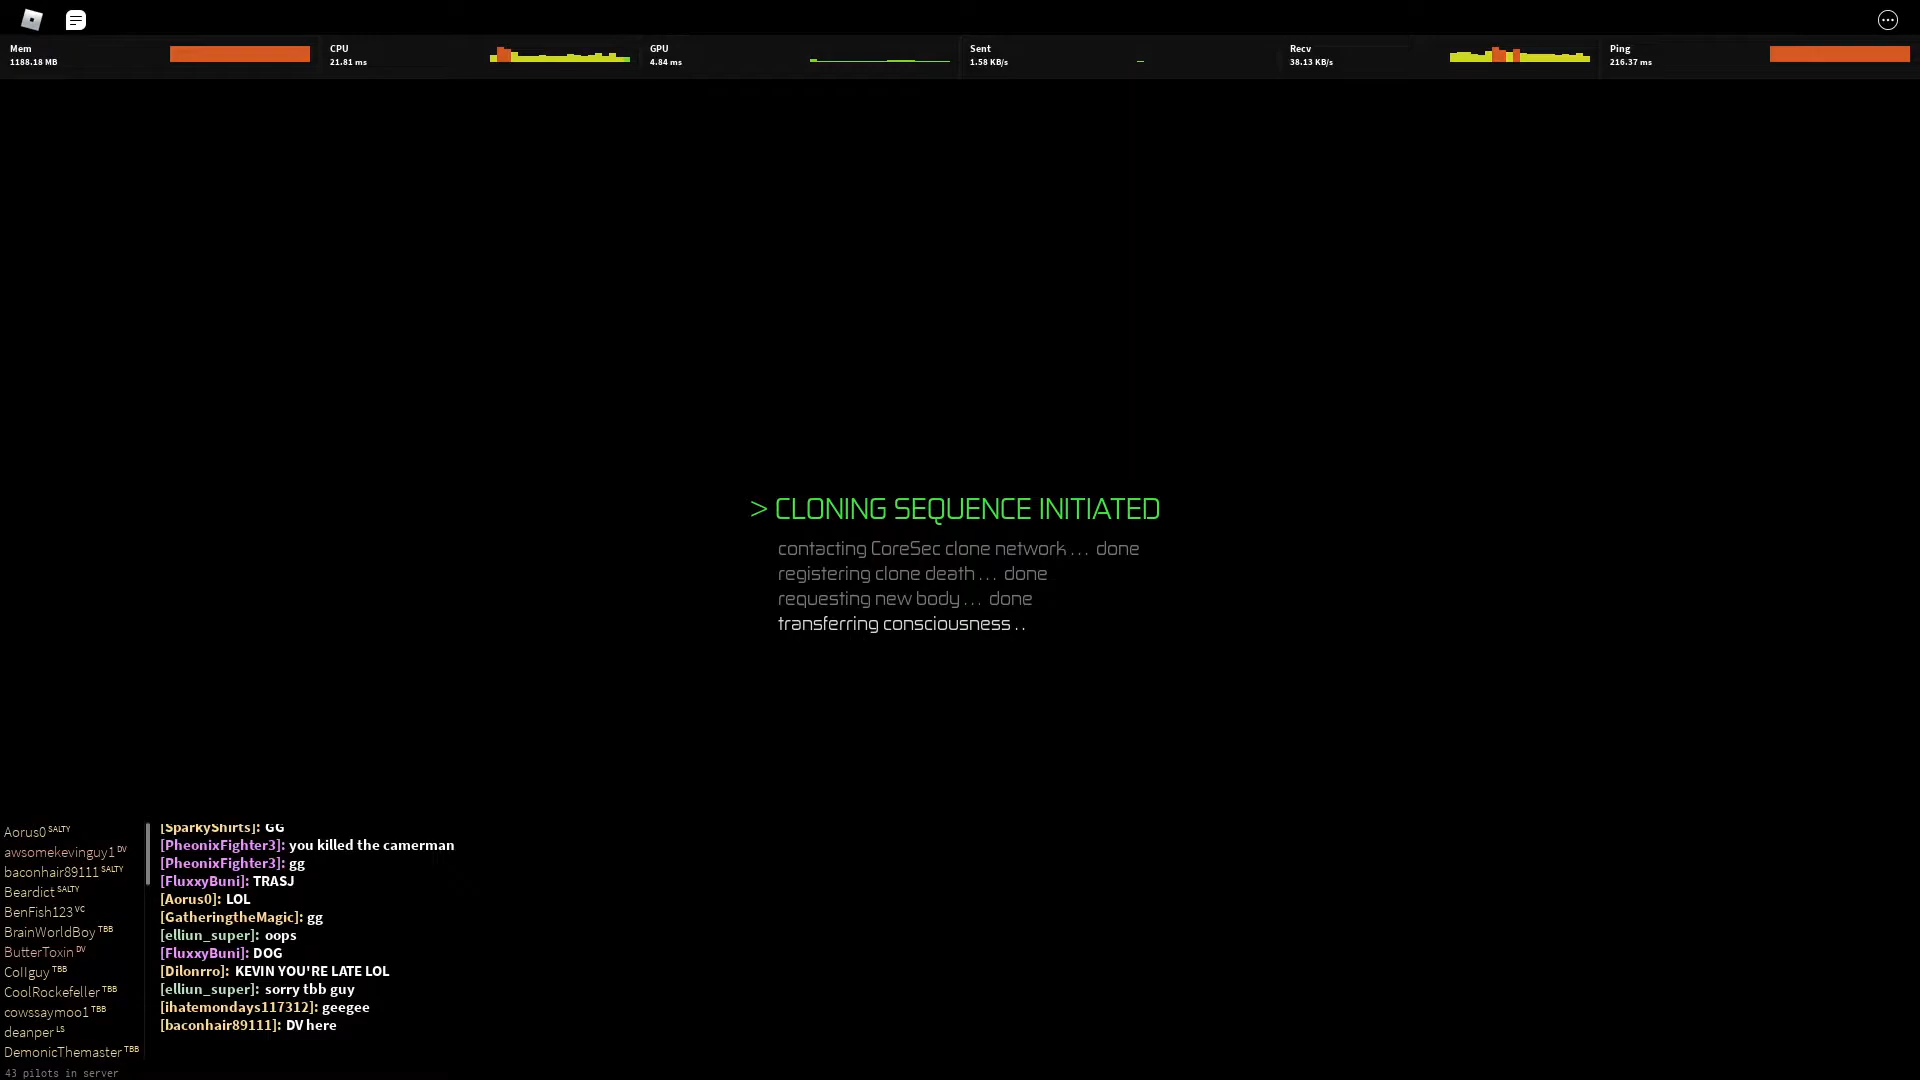 Mem
1188.18 MB
CPU
21.81 ms
GPU
4.84 ms
Sent
1.58 KB/s
Recv
38.13 KB/s
Ping
216.37 ms
> CLONING SEQUENCE INITIATED
contacting CoreSec clone network... done
registering clone death... done
requesting new body... done
transferring consciousness..
Aorus0 SALTY
awsomekevinguy1 DV
baconhair89111 SALTY
Beardict SALTY
BenFish123 VC
BrainWorldBoy TBB
ButterToxin DV
CoIIguy TBB
CoolRockefeller TBB
cowssaymoo1 TBB
deanper LS
DemonicThemaster TBB
43 pilots in server
[SparkyShirts]: GG
[PheonixFighter3]: you killed the camerman
[PheonixFighter3]: gg
[FluxxyBuni]: TRASJ
[Aorus0]: LOL
[GatheringtheMagic]: gg
[elliun_super]: oops
[FluxxyBuni]: DOG
[Dilonrro]: KEVIN YOU'RE LATE LOL
[elliun_super]: sorry tbb guy
[ihatemondays117312]: geegee
[baconhair89111]: DV here